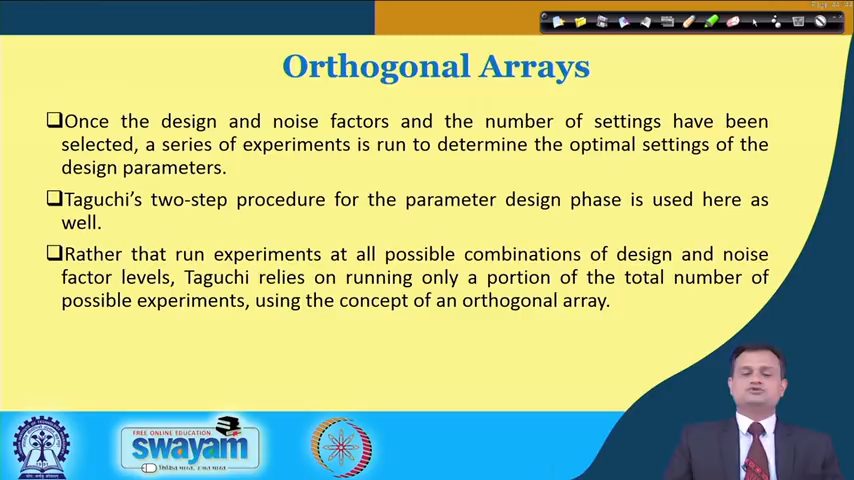 Orthogonal Arrays
❑Once the design and noise factors and the number of settings have been
selected, a series of experiments is run to determine the optimal settings of the
design parameters.
❑Taguchi's two-step procedure for the parameter design phase is used here as
well.
❑Rather that run experiments at all possible combinations of design and noise
factor levels, Taguchi relies on running only a portion of the total number of
possible experiments, using the concept of an orthogonal array.
FREE ONLINE EDUCATION
swayam